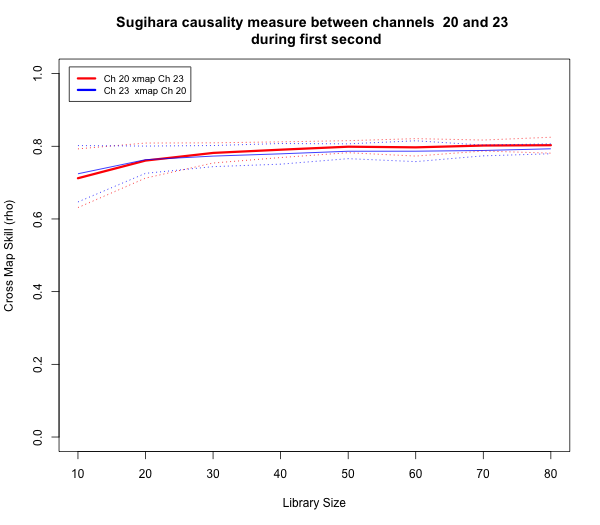 Sugihara causality measure between channels  20 and 23
during first second
Ch 20 xmap Ch 23
Ch 23  xmap Ch 20
Cross Map Skill (rho)
1.0
0.8
0.6
0.4
0.2
0.0
10 20 30 40 50 60 70 80
Library Size